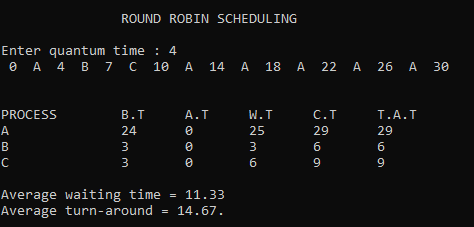 ROUND ROBIN SCHEDULING
Enter quantum time : 4
0 A 4 B 7 C 10 A 14 A 18 A 22 A 26 A 30
PROCESS B.T A.T W.T C.T T.A.T
A 24 0 25 29 29
B 3 0 3 6 6
C 3 0 6 9 9
Average waiting time = 11.33
Average turn-around = 14.67.